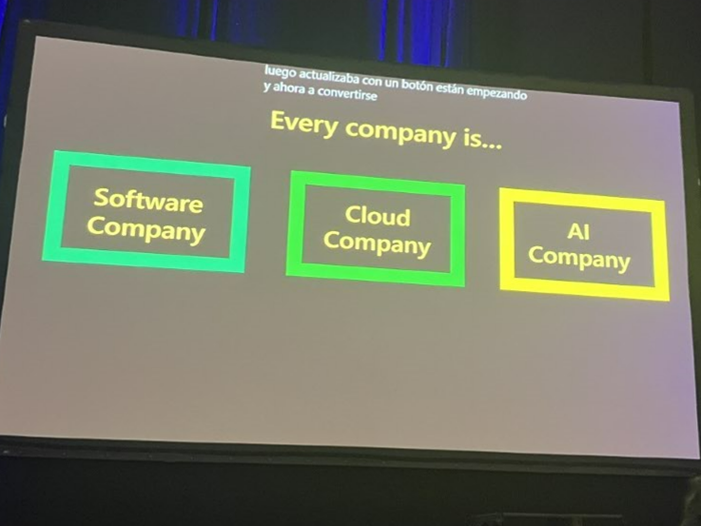 luego actualizaba con un botón están empezando
y ahora a convertirse
Every company is...
Software
Company
Cloud
Company
AI
Company